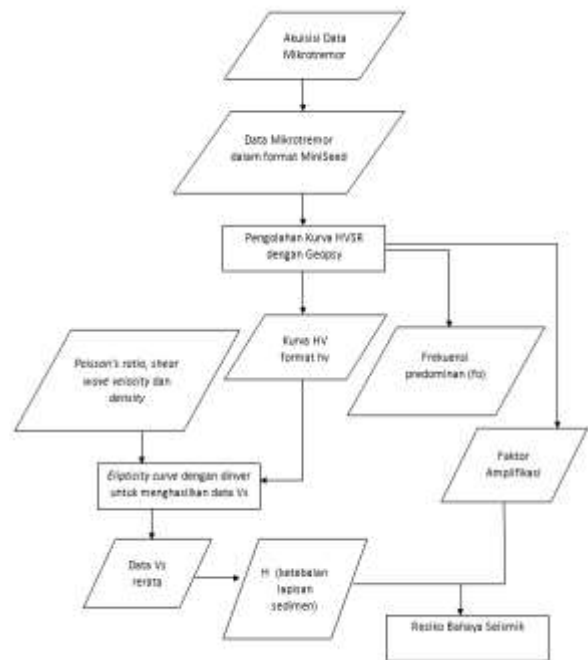 Akuisisi Data
Mikrotremor
Data Mikrotremor
dalam format MiniSeed
Pengolahan Kurva HVSR
dengan Geopsy
Kurva HV
format hv
Poisson's ratio, shear
wave velocity dan
density
Frekuensi
predominan (fo)
Faktor
Amplifikasi
Elipticity curve dengan dinver
untuk menghasilkan data Vs
Data Vs
rerata
H (ketebalan
lapisan
sedimen)
Resiko Bahaya Seismik